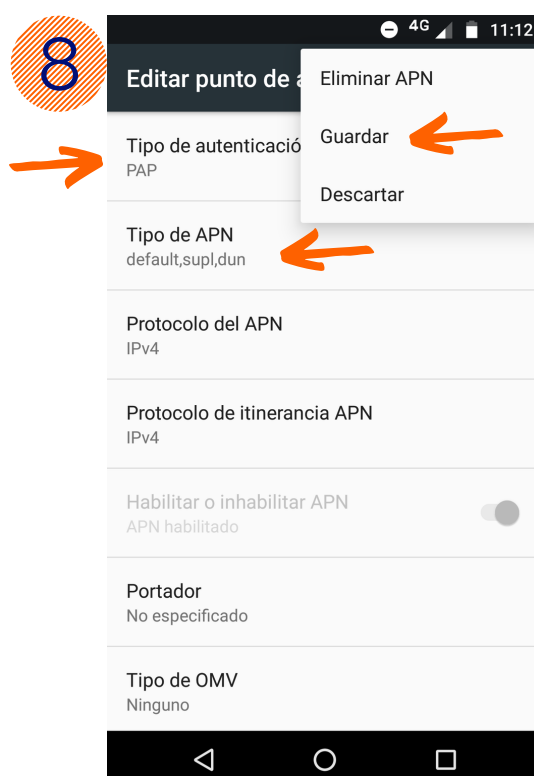 8
4G 11:12
Editar punto de a
Eliminar APN
Guardar
Descartar
Tipo de autenticació
PAP
Tipo de APN
default,supl,dun
Protocolo del APN
IPv4
Protocolo de itinerancia APN
IPv4
Habilitar o inhabilitar APN
APN habilitado
Portador
No especificado
Tipo de OMV
Ninguno